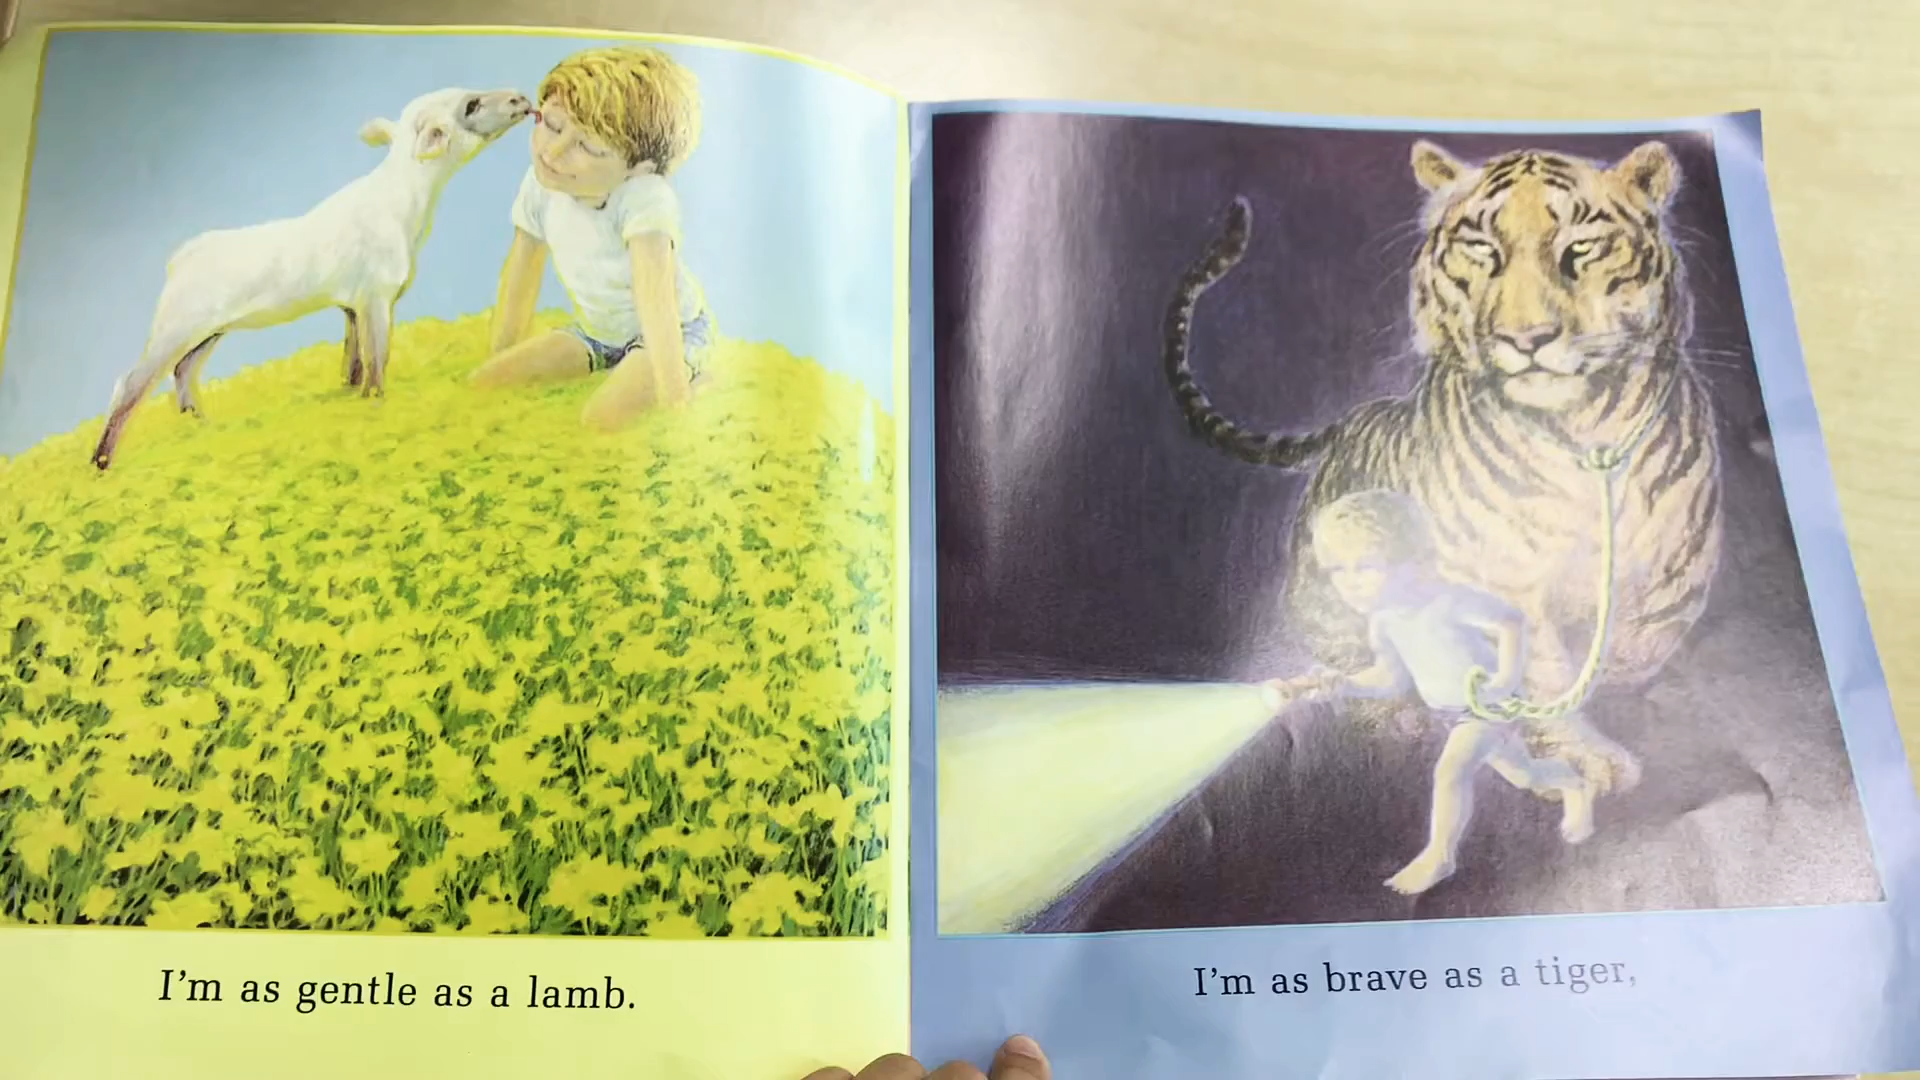 I'm as gentle as a lamb.
I'm as brave as a tiger,